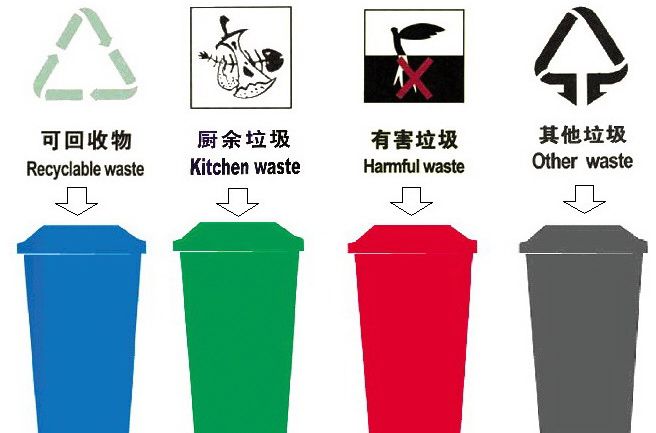 可回收物
Recyclable waste
厨余垃圾
Kitchen waste
有害垃圾
Harmful waste
其他垃圾
Other waste